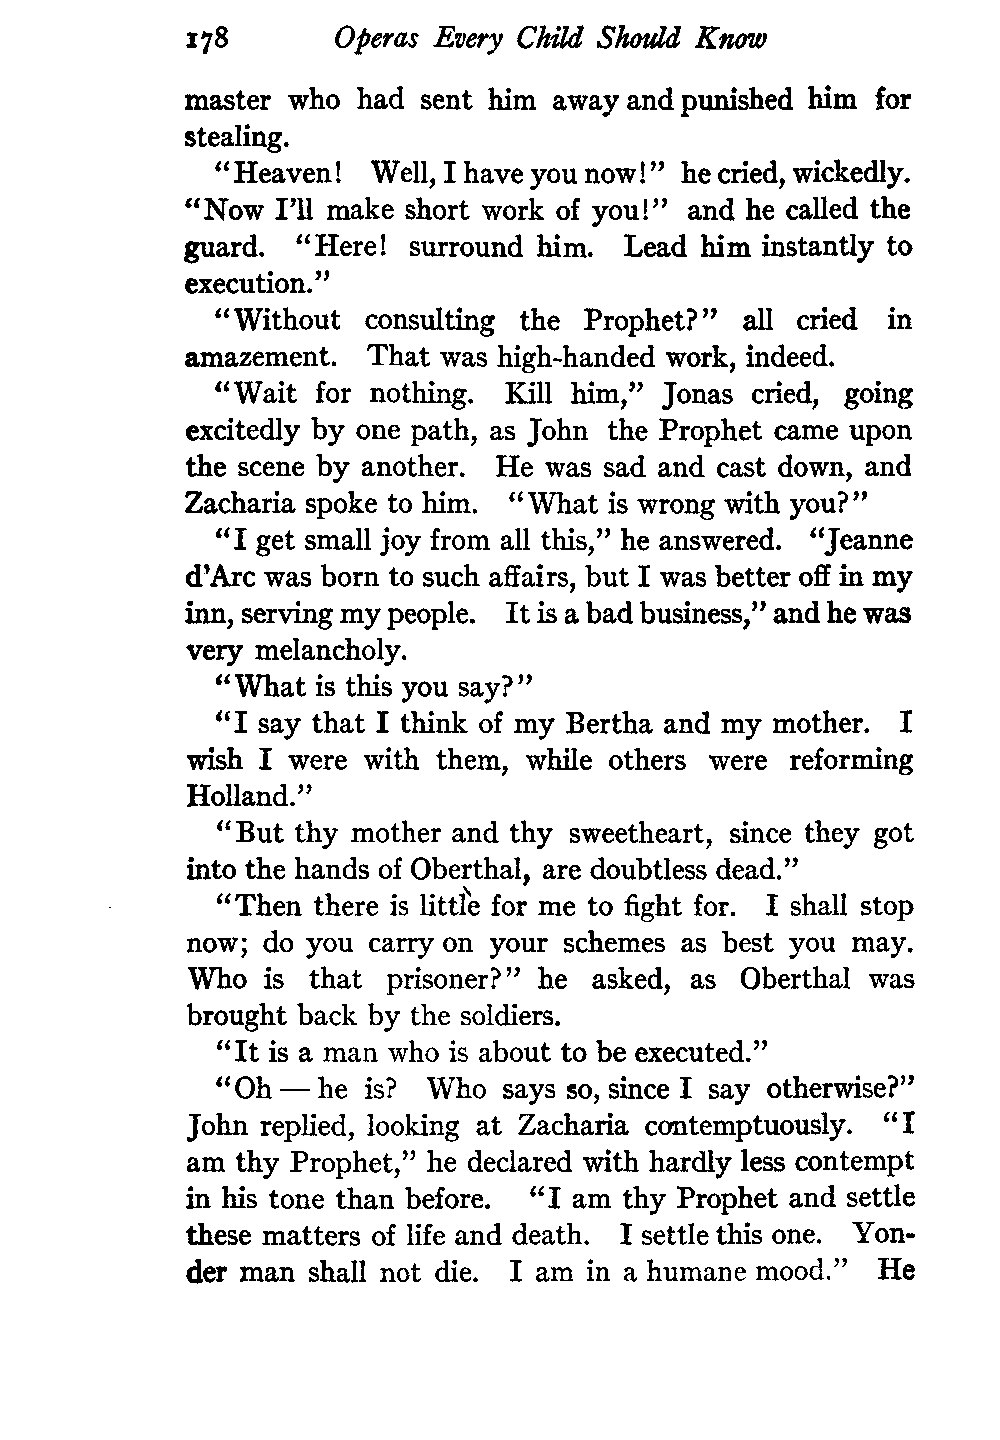 178 Operas Every Child Should Know
master who had sent him away and punished him for
stealing.
"Heaven! Well, I have you now!" he cried, wickedly.
"Now I'll make short work of you!" and he called the
guard. "Here! surround him. Lead him instantly to
execution."
"Without consulting the Prophet?" all cried in
amazement. That was high-handed work, indeed.
"Wait for nothing. Kill him," Jonas cried, going
excitedly by one path, as John the Prophet came upon
the scene by another. He was sad and cast down, and
Zacharia spoke to him. "What is wrong with you?"
"I get small joy from all this," he answered. "Jeanne
d'Arc was born to such affairs, but I was better off in my
inn, serving my people. It is a bad business," and he was
very melancholy.
"What is this you say?"
"I say that I think of my Bertha and my mother. I
wish I were with them, while others were reforming
Holland."
"But thy mother and thy sweetheart, since they got
into the hands of Oberthal, are doubtless dead."
"Then there is little for me to fight for. I shall stop
now; do you carry on your schemes as best you may.
Who is that prisoner?" he asked, as Oberthal was
brought back by the soldiers.
"It is a man who is about to be executed."
"Oh — he is? Who says so, since I say otherwise?"
John replied, looking at Zacharia contemptuously. "I
am thy Prophet," he declared with hardly less contempt
in his tone than before. "I am thy Prophet and settle
these matters of life and death. I settle this one. Yon-
der man shall not die. I am in a humane mood." He